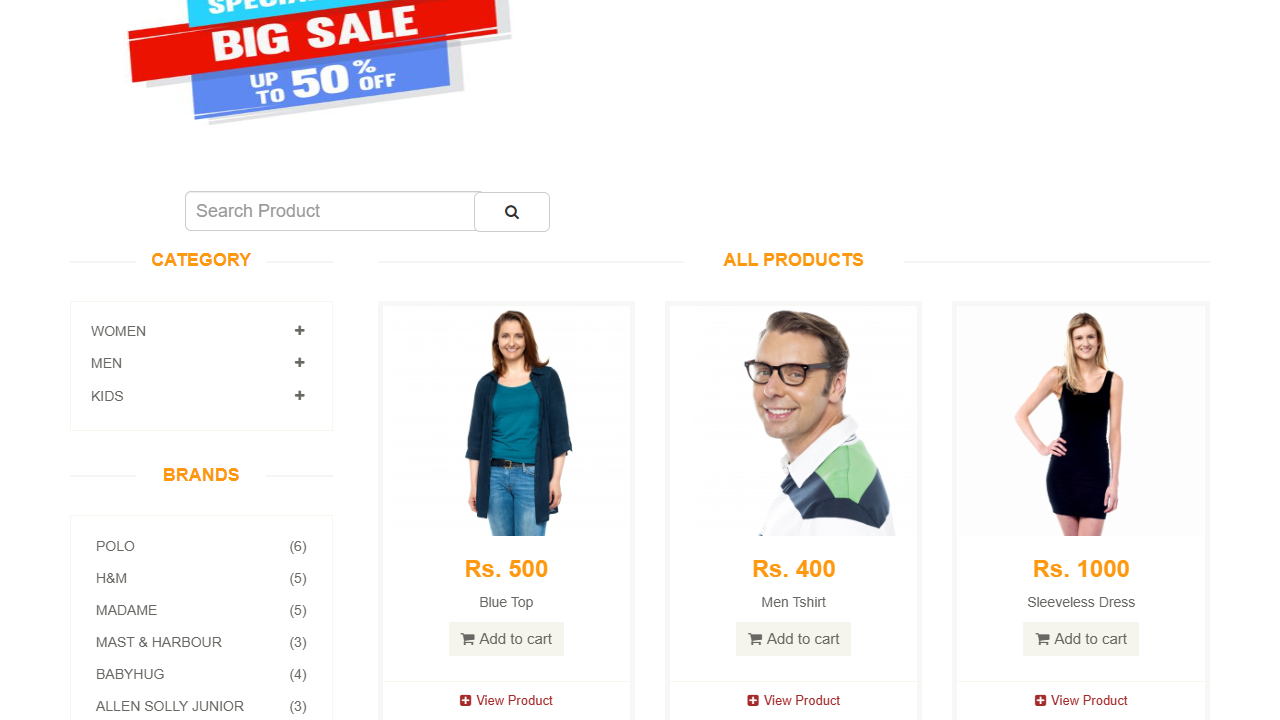 SPECIAL
BIG SALE
UP TO 50 % OFF
Search Product
CATEGORY
WOMEN
MEN
KIDS
BRANDS
POLO (6)
H&M (5)
MADAME (5)
MAST & HARBOUR (3)
BABYHUG (4)
ALLEN SOLLY JUNIOR (3)
ALL PRODUCTS
Rs. 500
Blue Top
Add to cart
View Product
Rs. 400
Men Tshirt
Add to cart
View Product
Rs. 1000
Sleeveless Dress
Add to cart
View Product